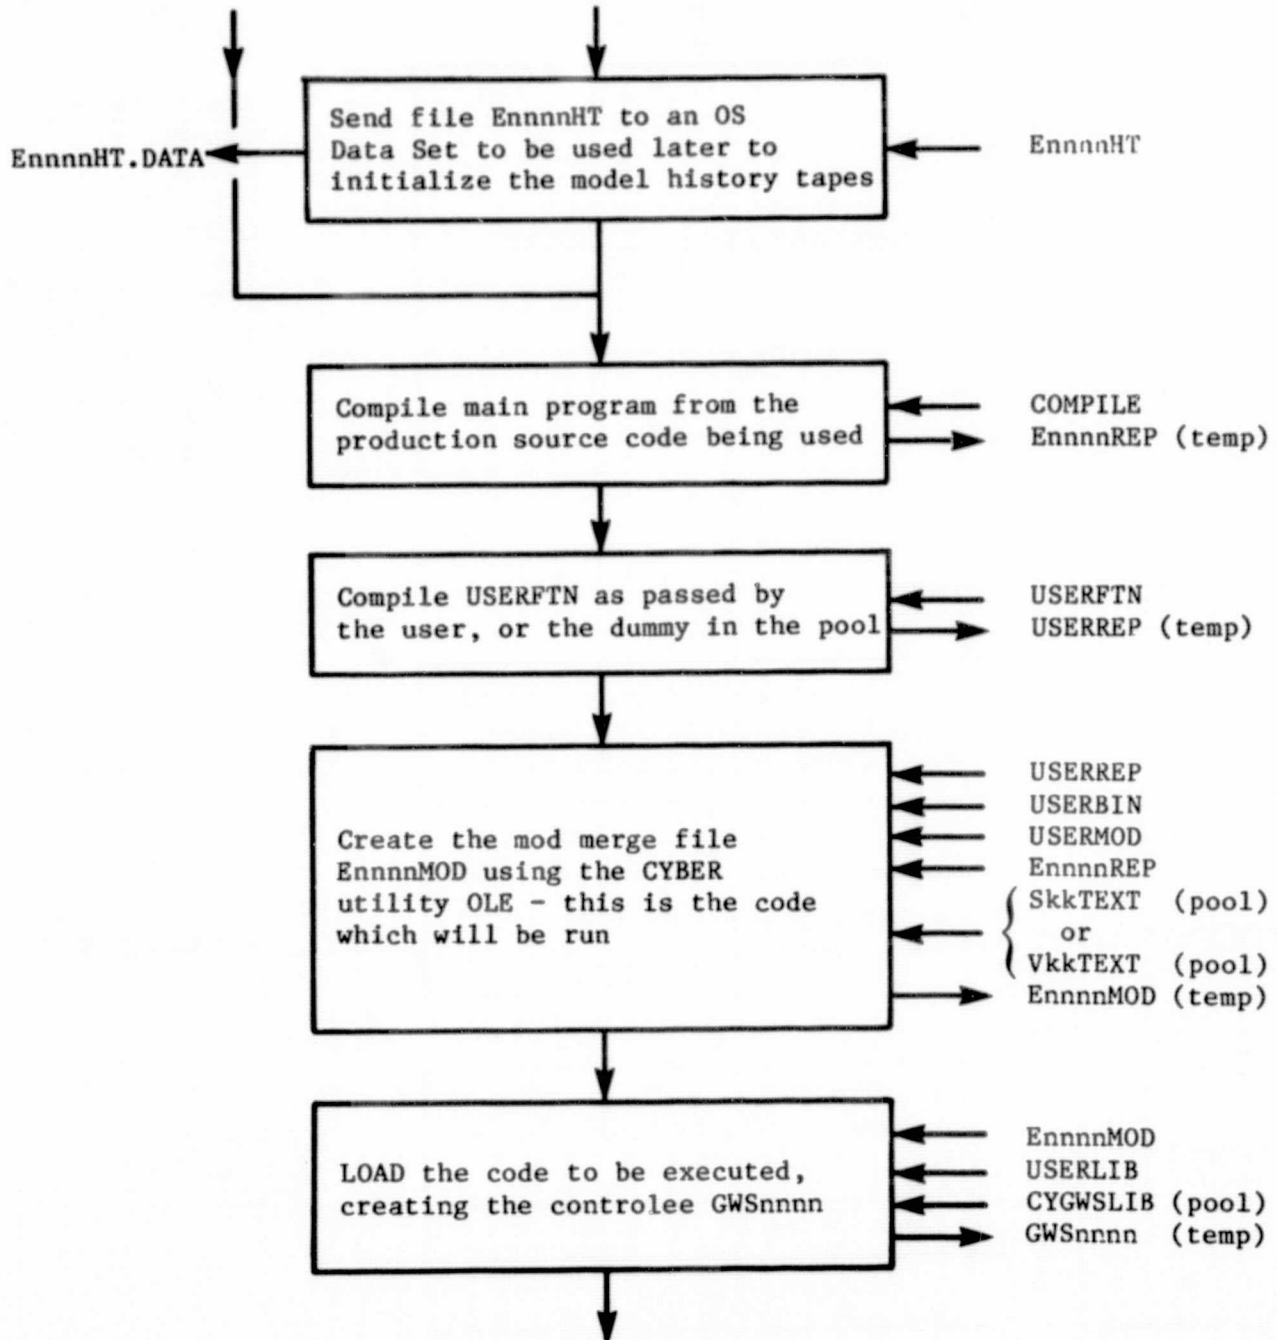 Send file EnnnnHT to an OS
Data Set to be used later to
initialize the model history tapes
EnnnnHT.DATA
EnnnnHT
Compile main program from the
production source code being used
COMPILE
EnnnnREP (temp)
Compile USERFTN as passed by
the user, or the dummy in the pool
USERFTN
USERREP (temp)
Create the mod merge file
EnnnnMOD using the CYBER
utility OLE - this is the code
which will be run
USERREP
USERBIN
USERMOD
EnnnnREP
SkkTEXT (pool)
or
VkkTEXT (pool)
EnnnnMOD (temp)
LOAD the code to be executed,
creating the controlee GWSnnnn
EnnnnMOD
USERLIB
CYGWSLIB (pool)
GWSnnnn (temp)